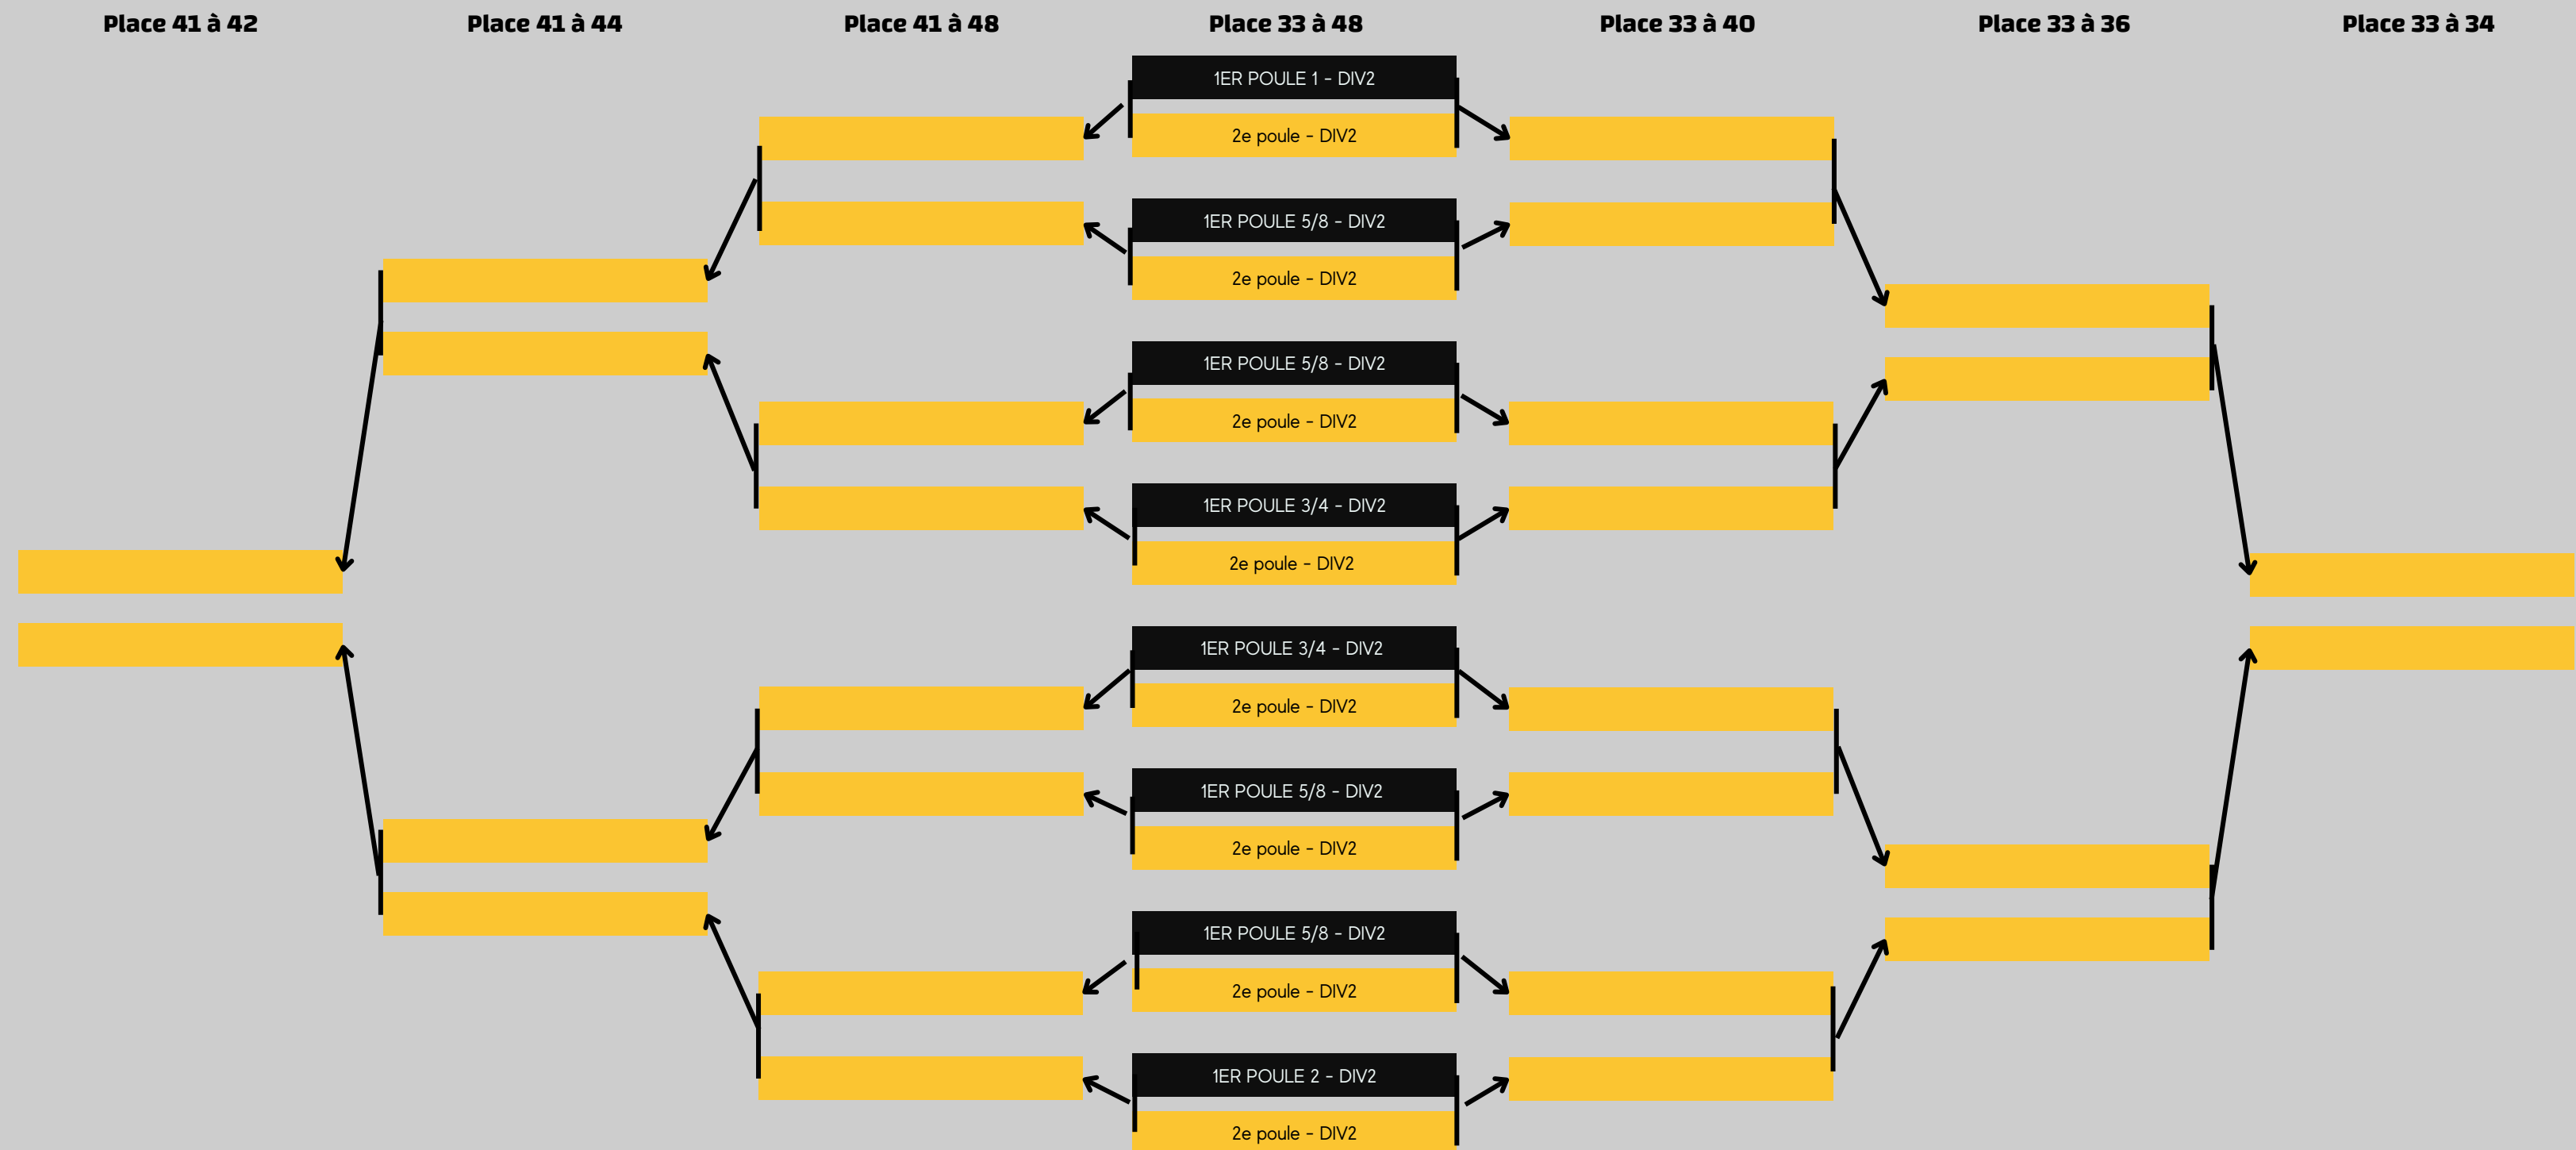 Place 41 à 42
Place 41 à 44
Place 41 à 48
Place 33 à 48
Place 33 à 40
Place 33 à 36
Place 33 à 34
1ER POULE 1 - DIV2
2e poule - DIV2
1ER POULE 5/8 - DIV2
2e poule - DIV2
1ER POULE 5/8 - DIV2
2e poule - DIV2
1ER POULE 3/4 - DIV2
2e poule - DIV2
1ER POULE 3/4 - DIV2
2e poule - DIV2
1ER POULE 5/8 - DIV2
2e poule - DIV2
1ER POULE 5/8 - DIV2
2e poule - DIV2
1ER POULE 2 - DIV2
2e poule - DIV2